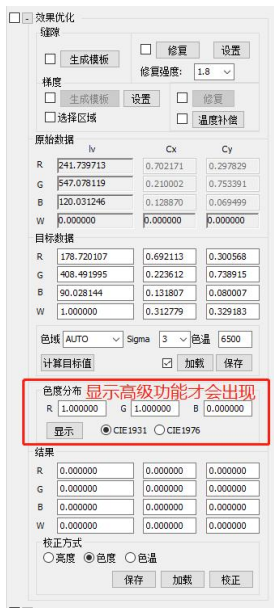 效果优化
缝隙
生成模板 修复 设置
修复强度: 1.8
梯度
生成模板 设置 修复
选择区域 温度补偿
原始数据
lv Cx Cy
R 241.739713 0.702171 0.297829
G 547.078119 0.210002 0.753391
B 120.031246 0.128870 0.069499
W 0.000000 0.000000 0.000000
目标数据
R 178.720107 0.692113 0.300568
G 408.491995 0.223612 0.738915
B 90.028144 0.131807 0.080007
W 1.000000 0.312779 0.329183
色域 AUTO Sigma 3 色温 6500
计算目标值 加载 保存
色度分布 显示高级功能才会出现
R 1.000000 G 1.000000 B 0.000000
显示 CIE1931 CIE1976
结果
R 0.000000 0.000000 0.000000
G 0.000000 0.000000 0.000000
B 0.000000 0.000000 0.000000
W 0.000000 0.000000 0.000000
校正方式
亮度 色度 色温
保存 加载 校正